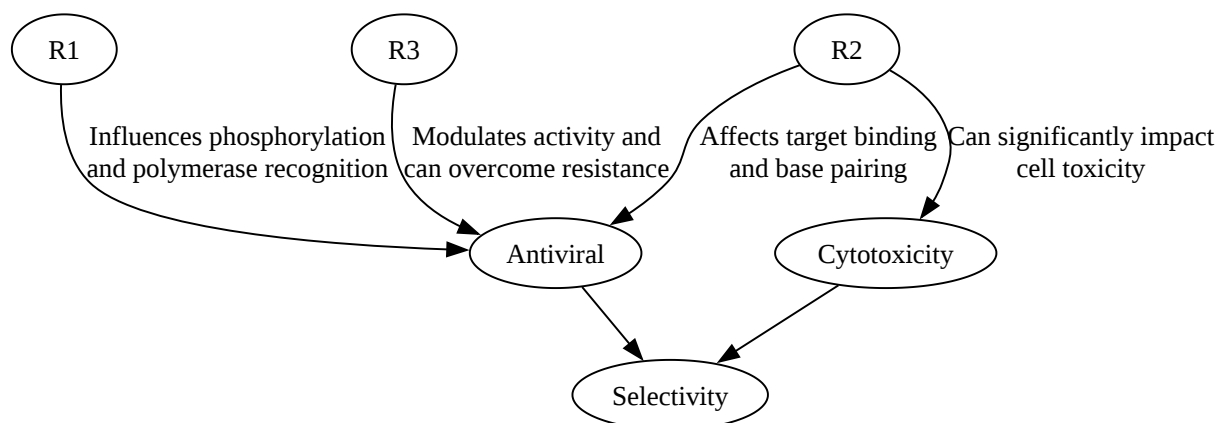 R1
R3
R2
Influences phosphorylation
and polymerase recognition
Modulates activity and
can overcome resistance
Affects target binding
and base pairing
Can significantly impact
cell toxicity
Antiviral
Cytotoxicity
Selectivity